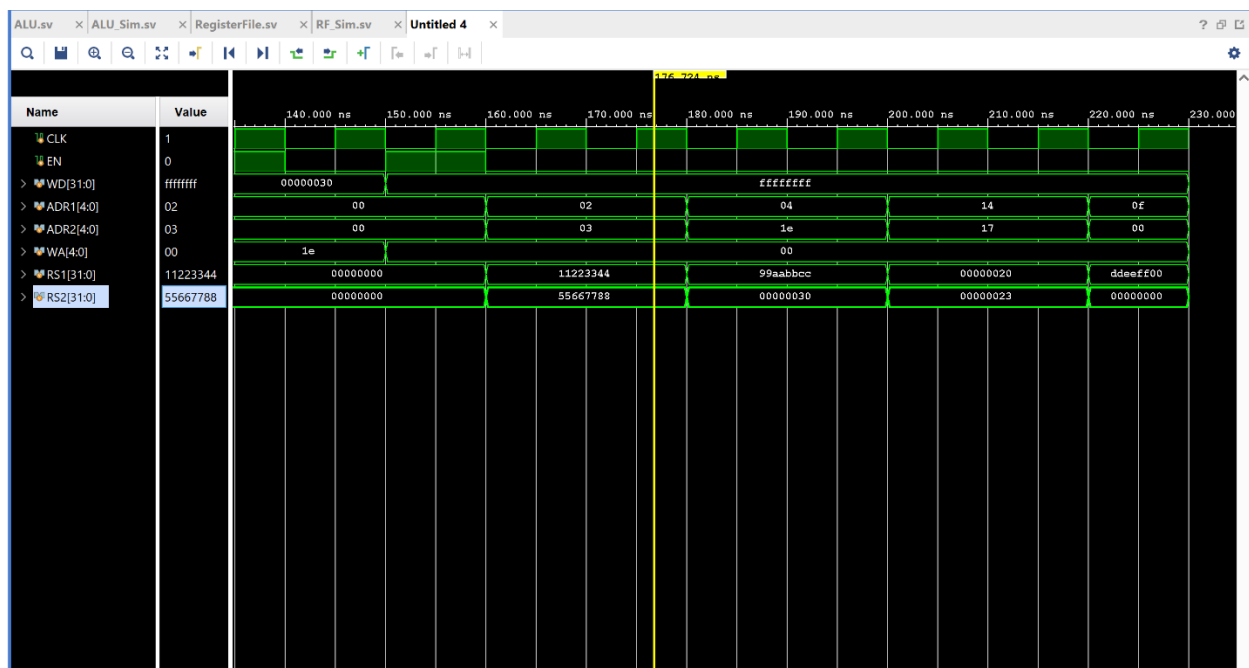 ALU.sv × ALU_Sim.sv × RegisterFile.sv × RF_Sim.sv × Untitled 4 × ?
176.724 ns
Name Value 140.000 ns 150.000 ns 160.000 ns 170.000 ns 180.000 ns 190.000 ns 200.000 ns 210.000 ns 220.000 ns 230.000
CLK 1
EN 0
> WD[31:0] ffffffff 00000030 ffffffff
> ADR1[4:0] 02 00 02 04 14 0f
> ADR2[4:0] 03 00 03 1e 17 00
> WA[4:0] 00 1e 00
> RS1[31:0] 11223344 00000000 11223344 99aabbcc 00000020 ddeeff00
> RS2[31:0] 55667788 00000000 55667788 00000030 00000023 00000000